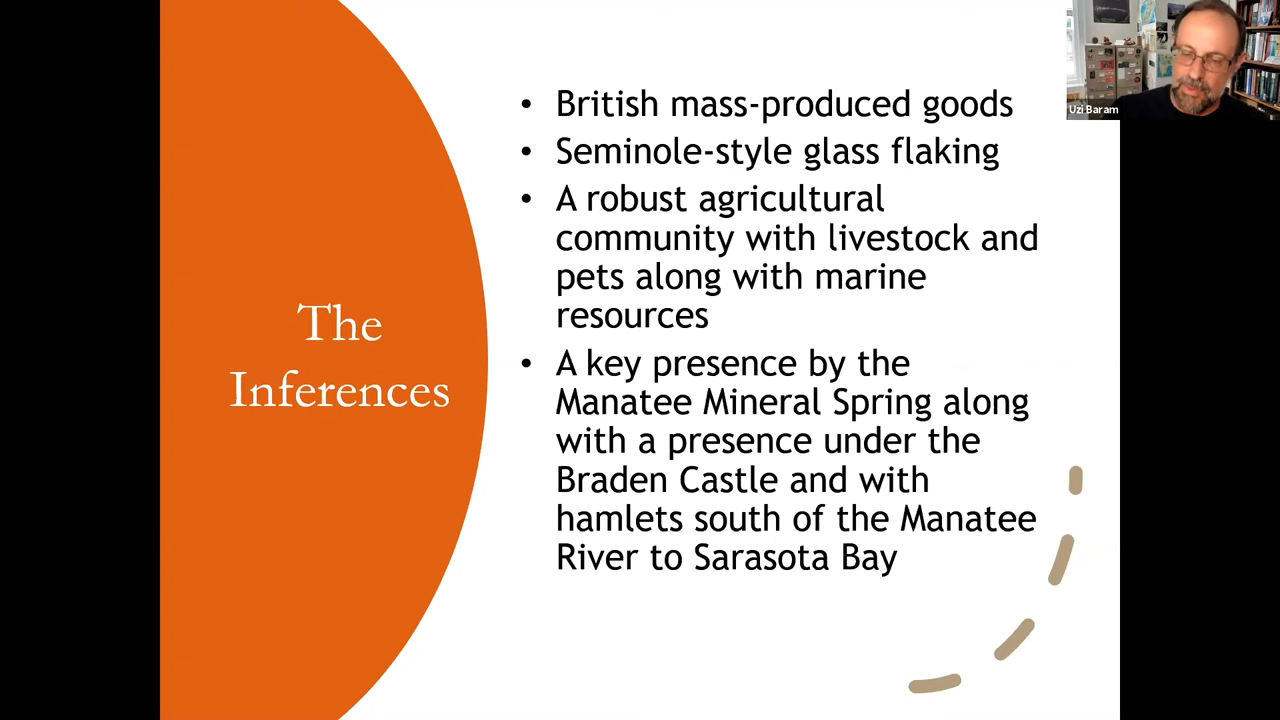 The
Inferences
• British mass-produced goods
• Seminole-style glass flaking
• A robust agricultural
community with livestock and
pets along with marine
resources
• A key presence by the
Manatee Mineral Spring along
with a presence under the
Braden Castle and with
hamlets south of the Manatee
River to Sarasota Bay
Uzi Baram